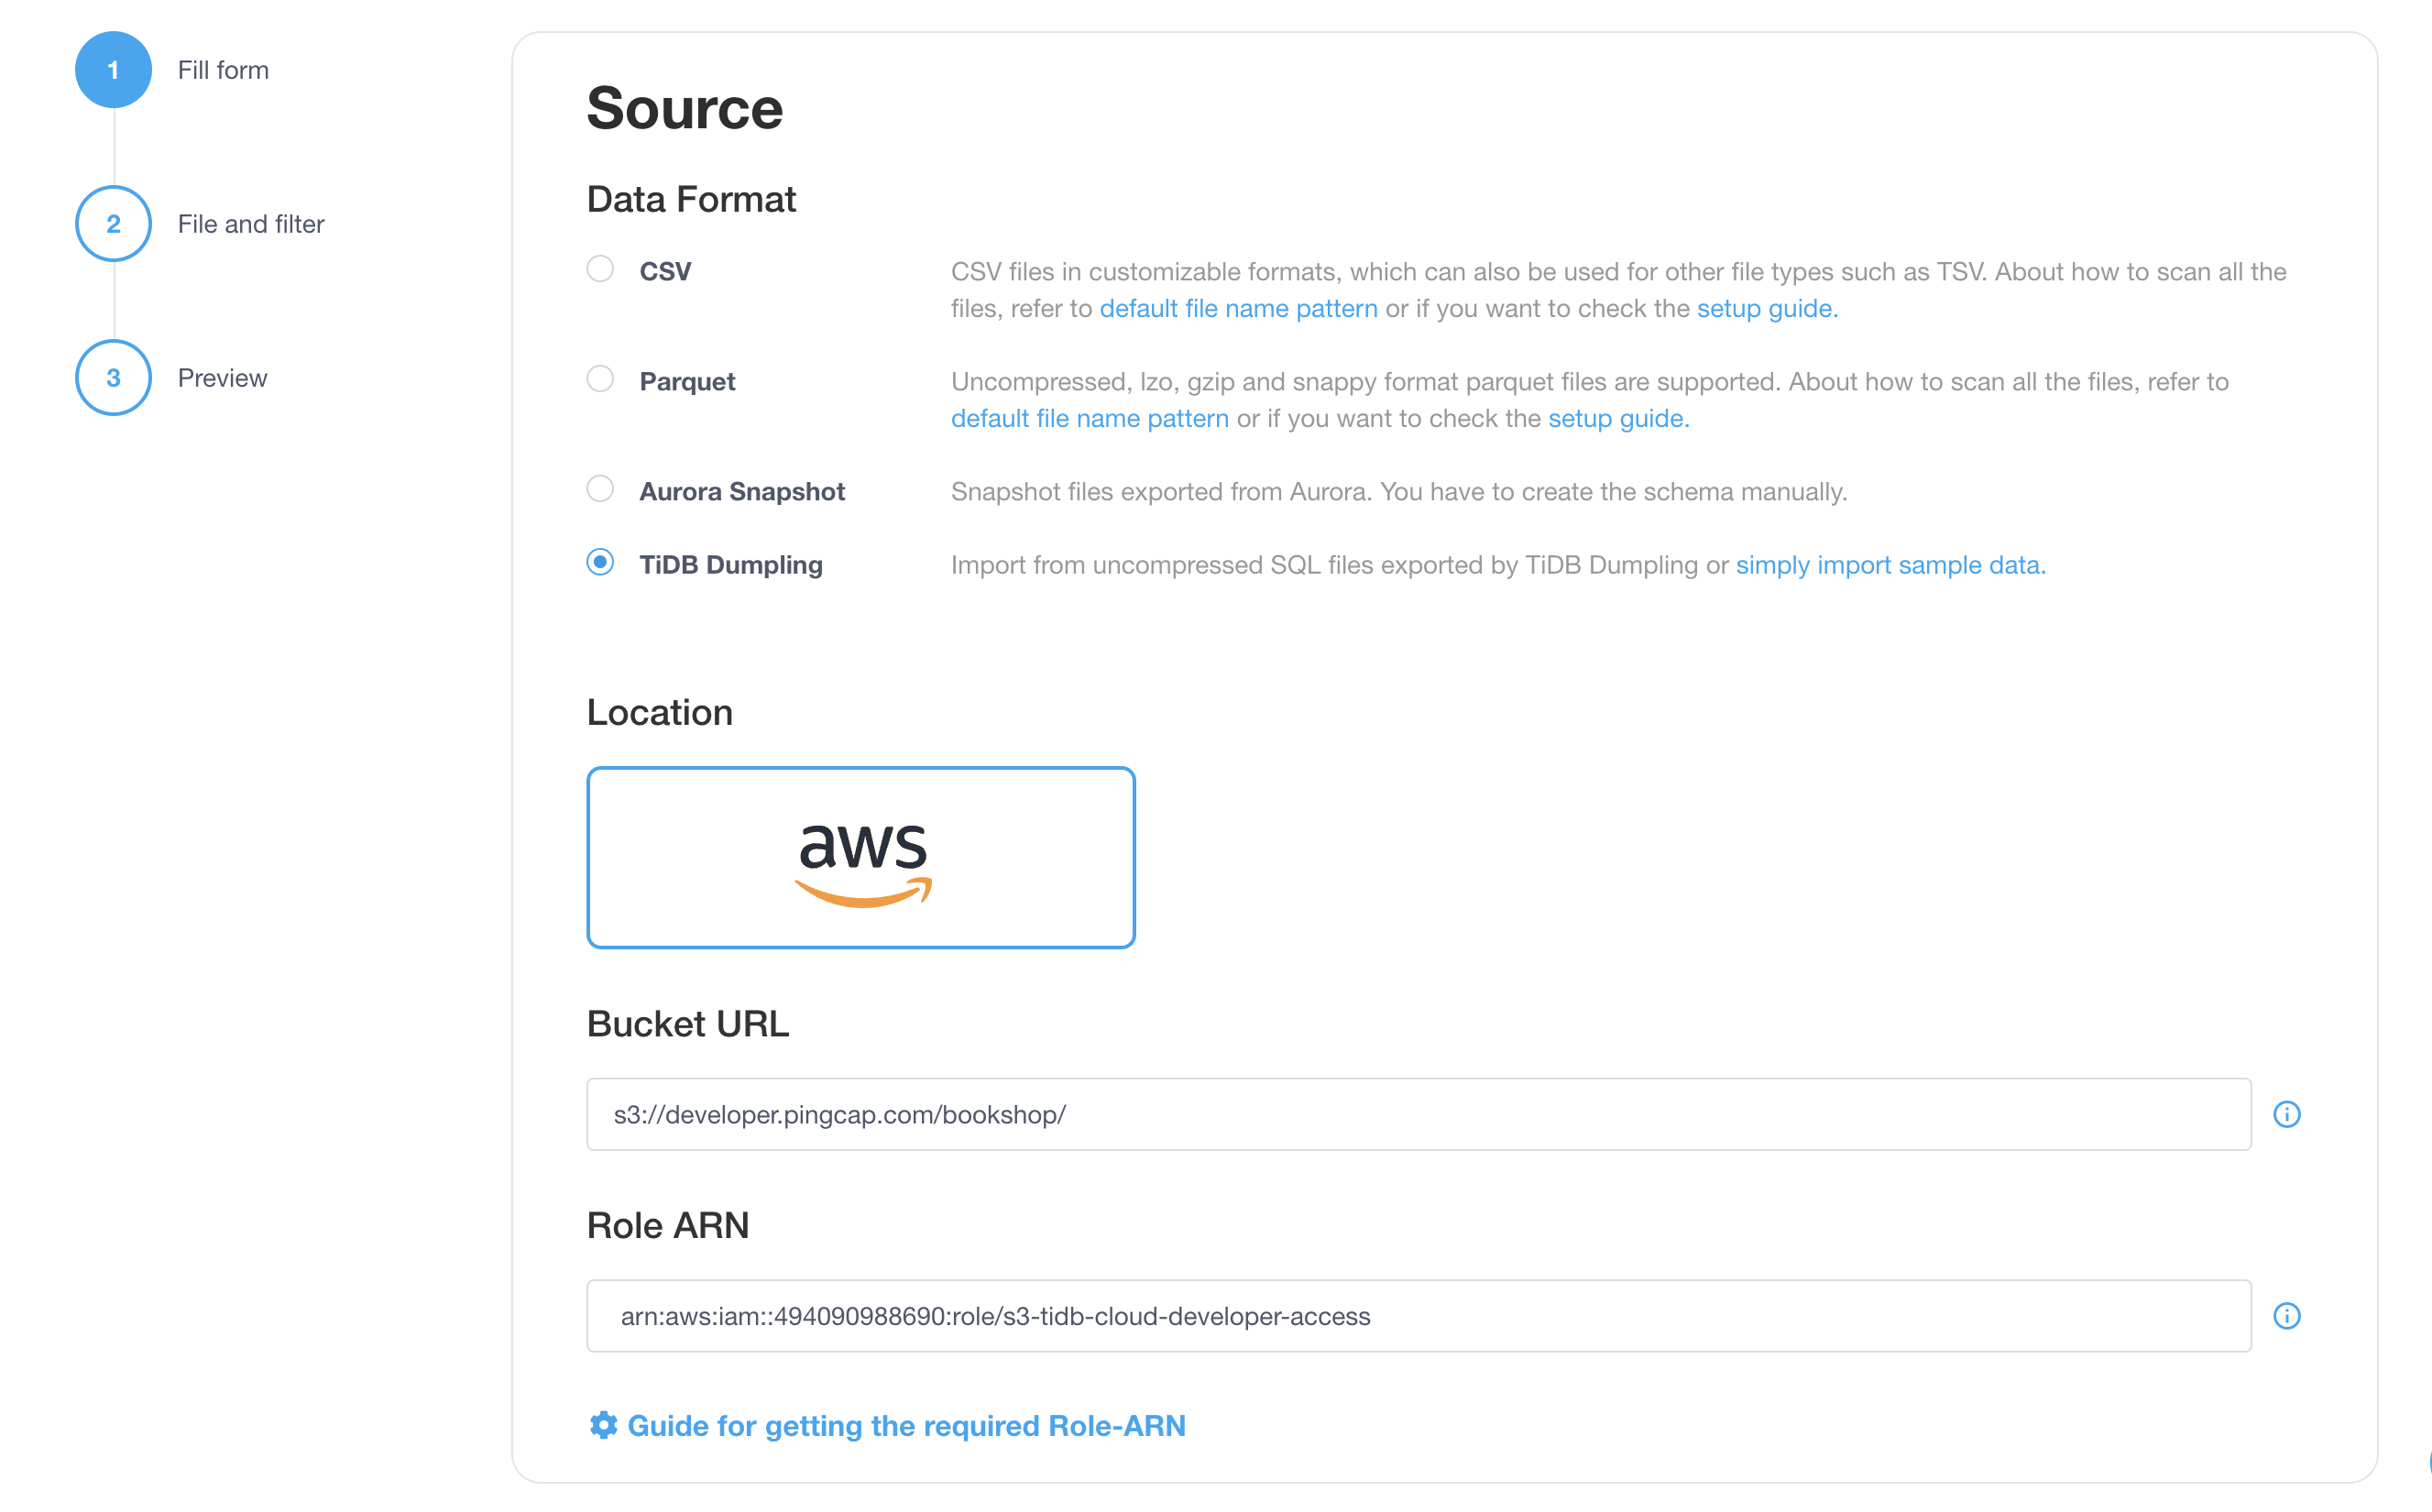 1 Fill form
2 File and filter
3 Preview
Source
Data Format
CSV
CSV files in customizable formats, which can also be used for other file types such as TSV. About how to scan all the
files, refer to default file name pattern or if you want to check the setup guide.
Parquet
Uncompressed, lzo, gzip and snappy format parquet files are supported. About how to scan all the files, refer to
default file name pattern or if you want to check the setup guide.
Aurora Snapshot
Snapshot files exported from Aurora. You have to create the schema manually.
TiDB Dumpling
Import from uncompressed SQL files exported by TiDB Dumpling or simply import sample data.
Location
aws
Bucket URL
s3://developer.pingcap.com/bookshop/
Role ARN
arn:aws:iam::494090988690:role/s3-tidb-cloud-developer-access
Guide for getting the required Role-ARN